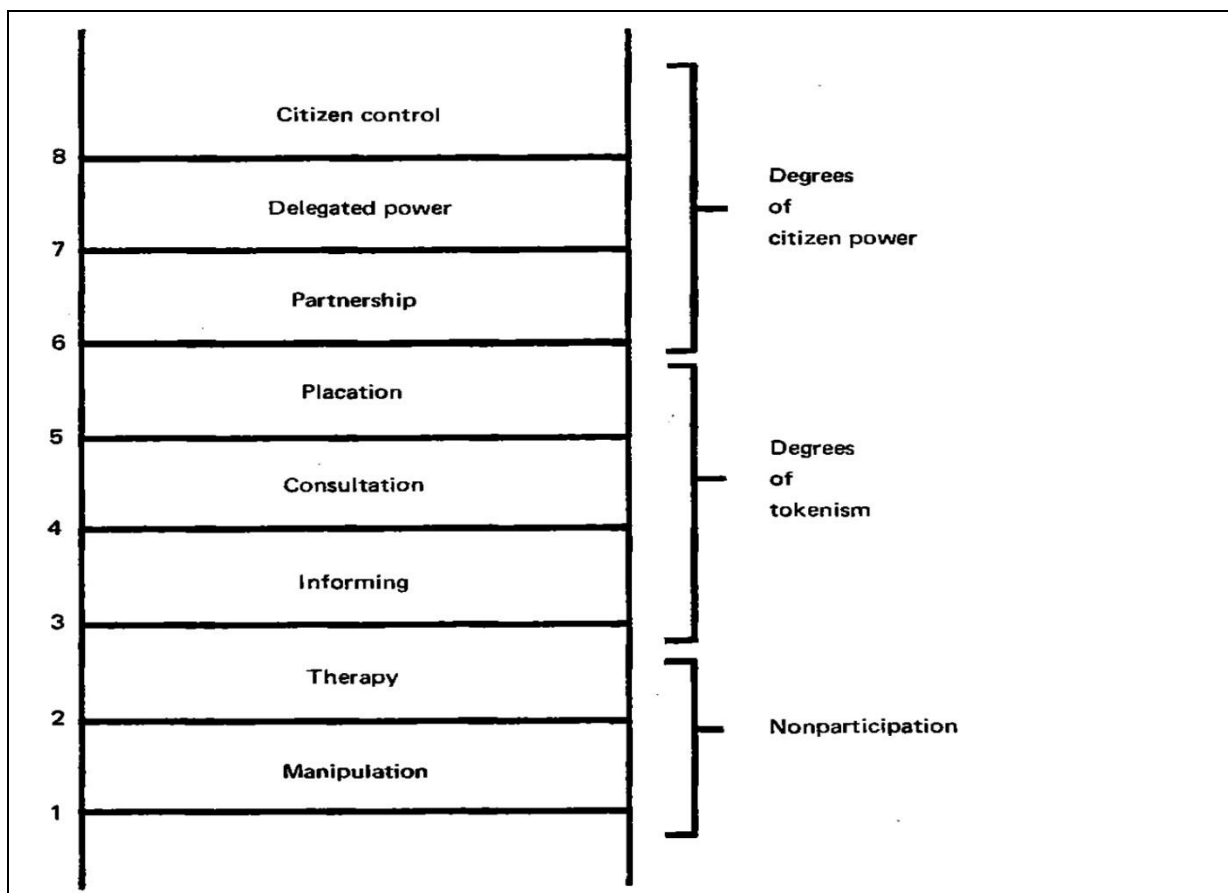 Citizen control
8
Delegated power
7
Partnership
6
Placation
5
Consultation
4
Informing
3
Therapy
2
Manipulation
1
Degrees
of
citizen power
Degrees
of
tokenism
Nonparticipation